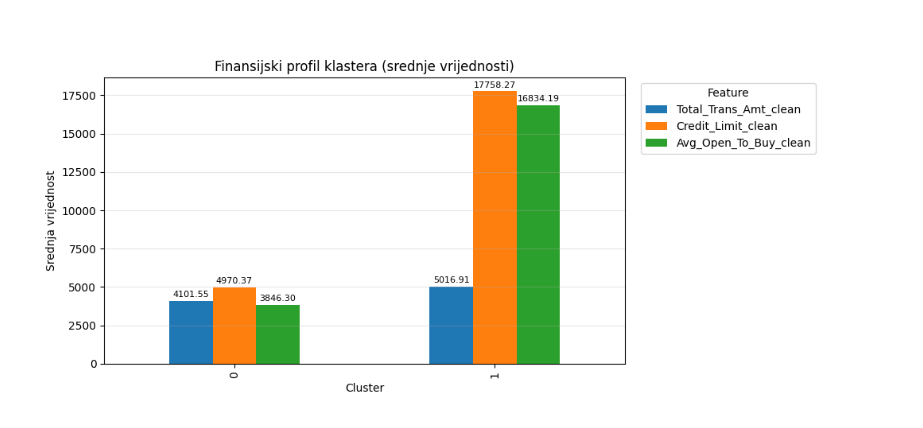 Finansijski profil klastera (srednje vrijednosti)
Feature
Total_Trans_Amt_clean
Credit_Limit_clean
Avg_Open_To_Buy_clean
Srednja vrijednost
17500
15000
12500
10000
7500
5000
2500
0
4101.55
4970.37
3846.30
5016.91
17758.27
16834.19
0
1
Cluster